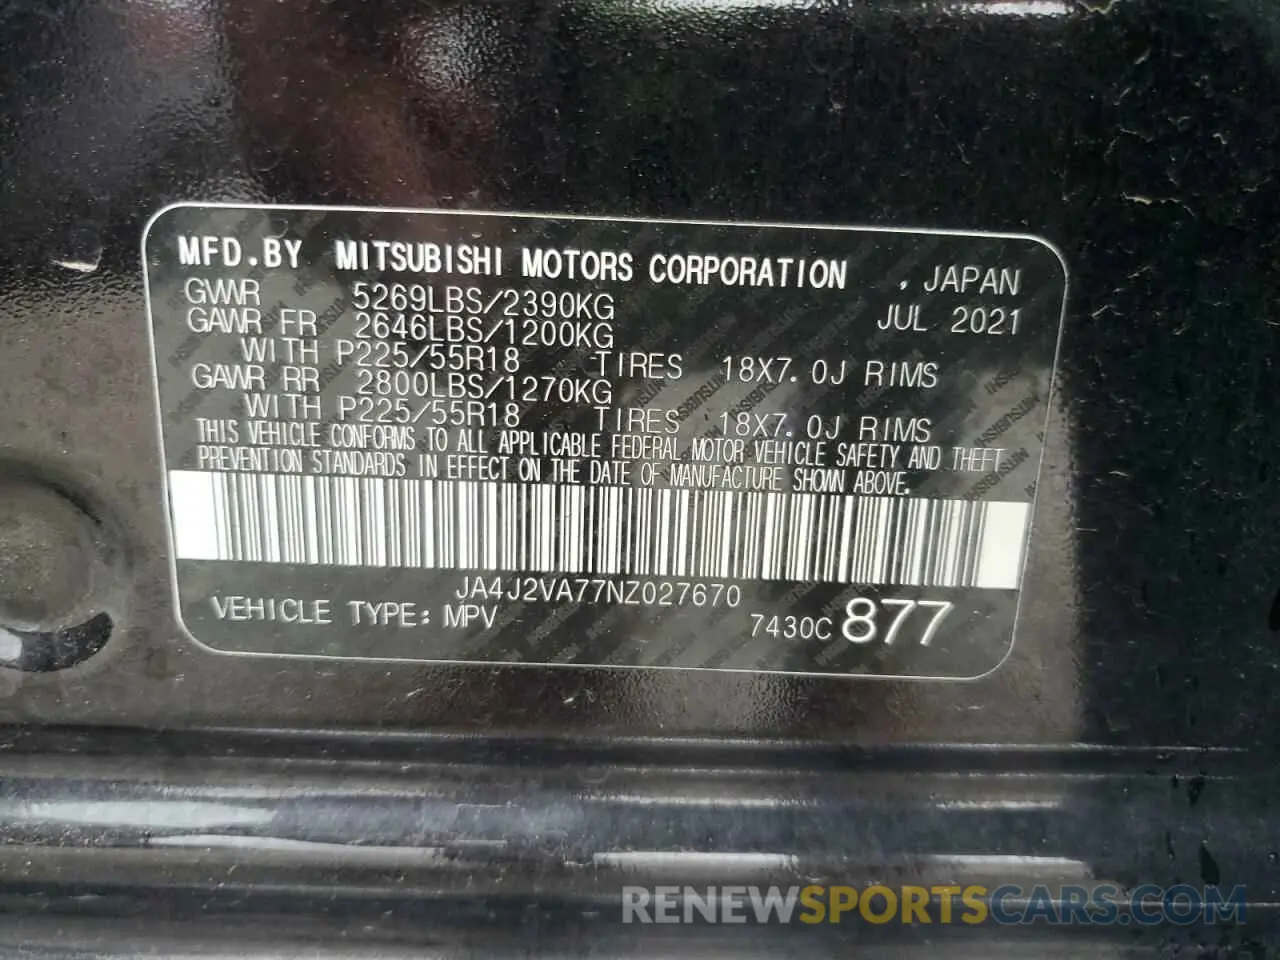 MFD.BY MITSUBISHI MOTORS CORPORATION , JAPAN
GVWR 5269LBS/2390KG JUL 2021
GAWR FR 2646LBS/1200KG
WITH P225/55R18 TIRES 18X7.0J RIMS
GAWR RR 2800LBS/1270KG
WITH P225/55R18 TIRES 18X7.0J RIMS
THIS VEHICLE CONFORMS TO ALL APPLICABLE FEDERAL MOTOR VEHICLE SAFETY AND THEFT
PREVENTION STANDARDS IN EFFECT ON THE DATE OF MANUFACTURE SHOWN ABOVE.
JA4J2VA77NZ027670
VEHICLE TYPE: MPV 7430C 877
RENEWSPORTSCARS.COM